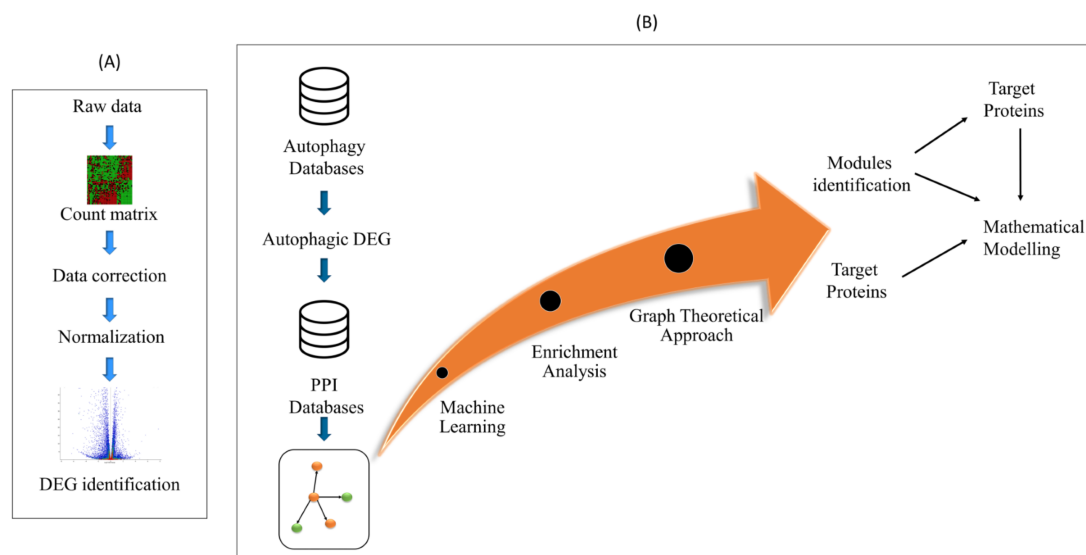 (A)
Raw data
Count matrix
Data correction
Normalization
DEG identification
(B)
Autophagy
Databases
Autophagic DEG
PPI
Databases
Machine
Learning
Enrichment
Analysis
Graph Theoretical
Approach
Modules
identification
Target
Proteins
Target
Proteins
Mathematical
Modelling